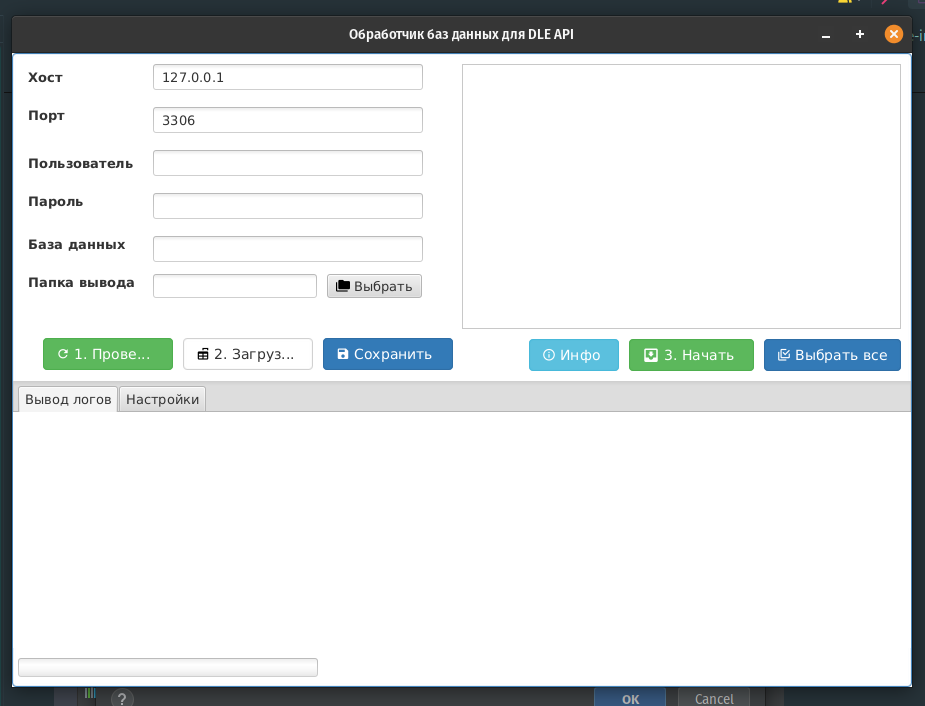 Обработчик баз данных для DLE API
Хост 127.0.0.1
Порт 3306
Пользователь
Пароль
База данных
Папка вывода Выбрать
1. Прове... 2. Загруз... Сохранить Инфо 3. Начать Выбрать все
Вывод логов Настройки
? OK Cancel